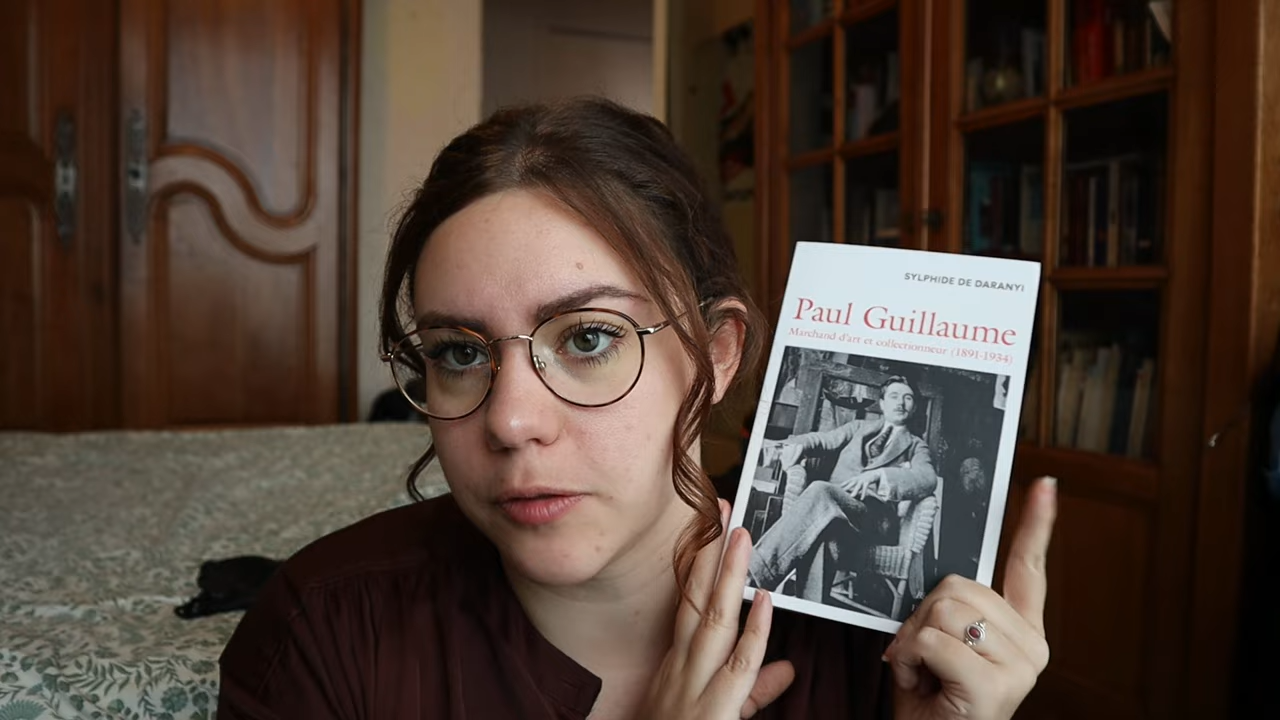 SYLPHIDE DE DARANYI
Paul Guillaume
Marchand d'art et collectionneur (1891-1934)